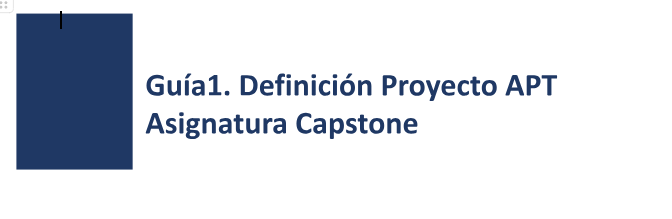 Guía1. Definición Proyecto APT
Asignatura Capstone